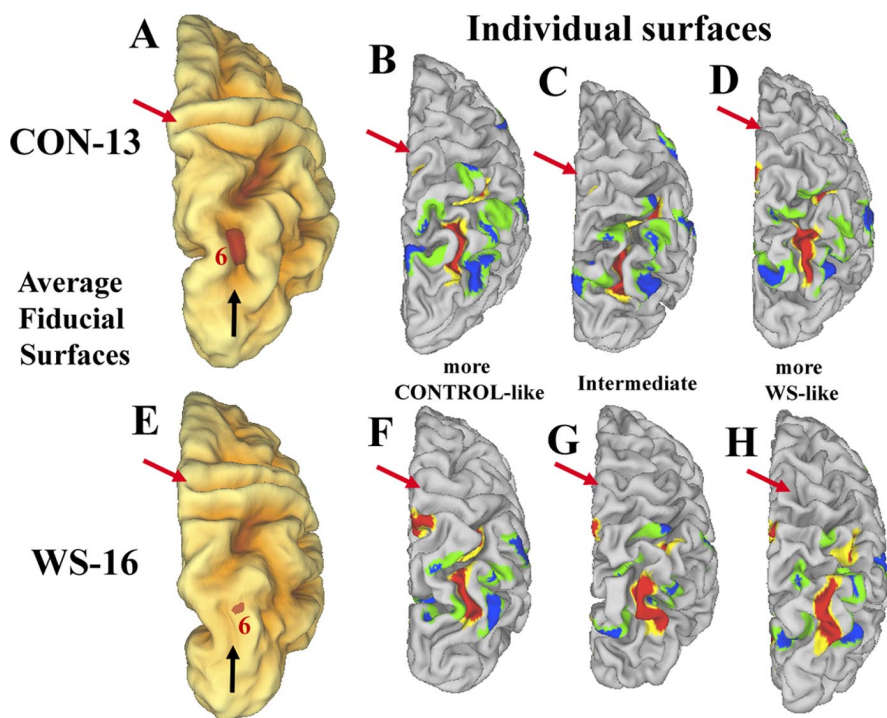 Individual surfaces
A
B
C
D
CON-13
6
Average
Fiducial
Surfaces
more
CONTROL-like
Intermediate
more
WS-like
E
F
G
H
WS-16
6